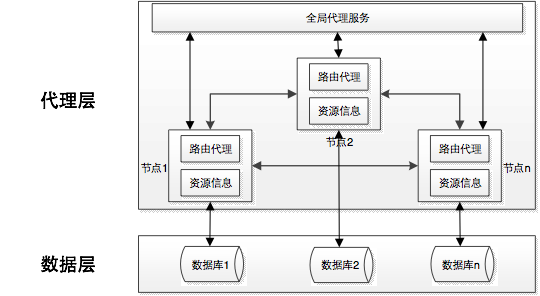 全局代理服务
代理层
路由代理
资源信息
节点2
节点1
路由代理
资源信息
路由代理
资源信息
节点n
数据层
数据库1
数据库2
数据库n